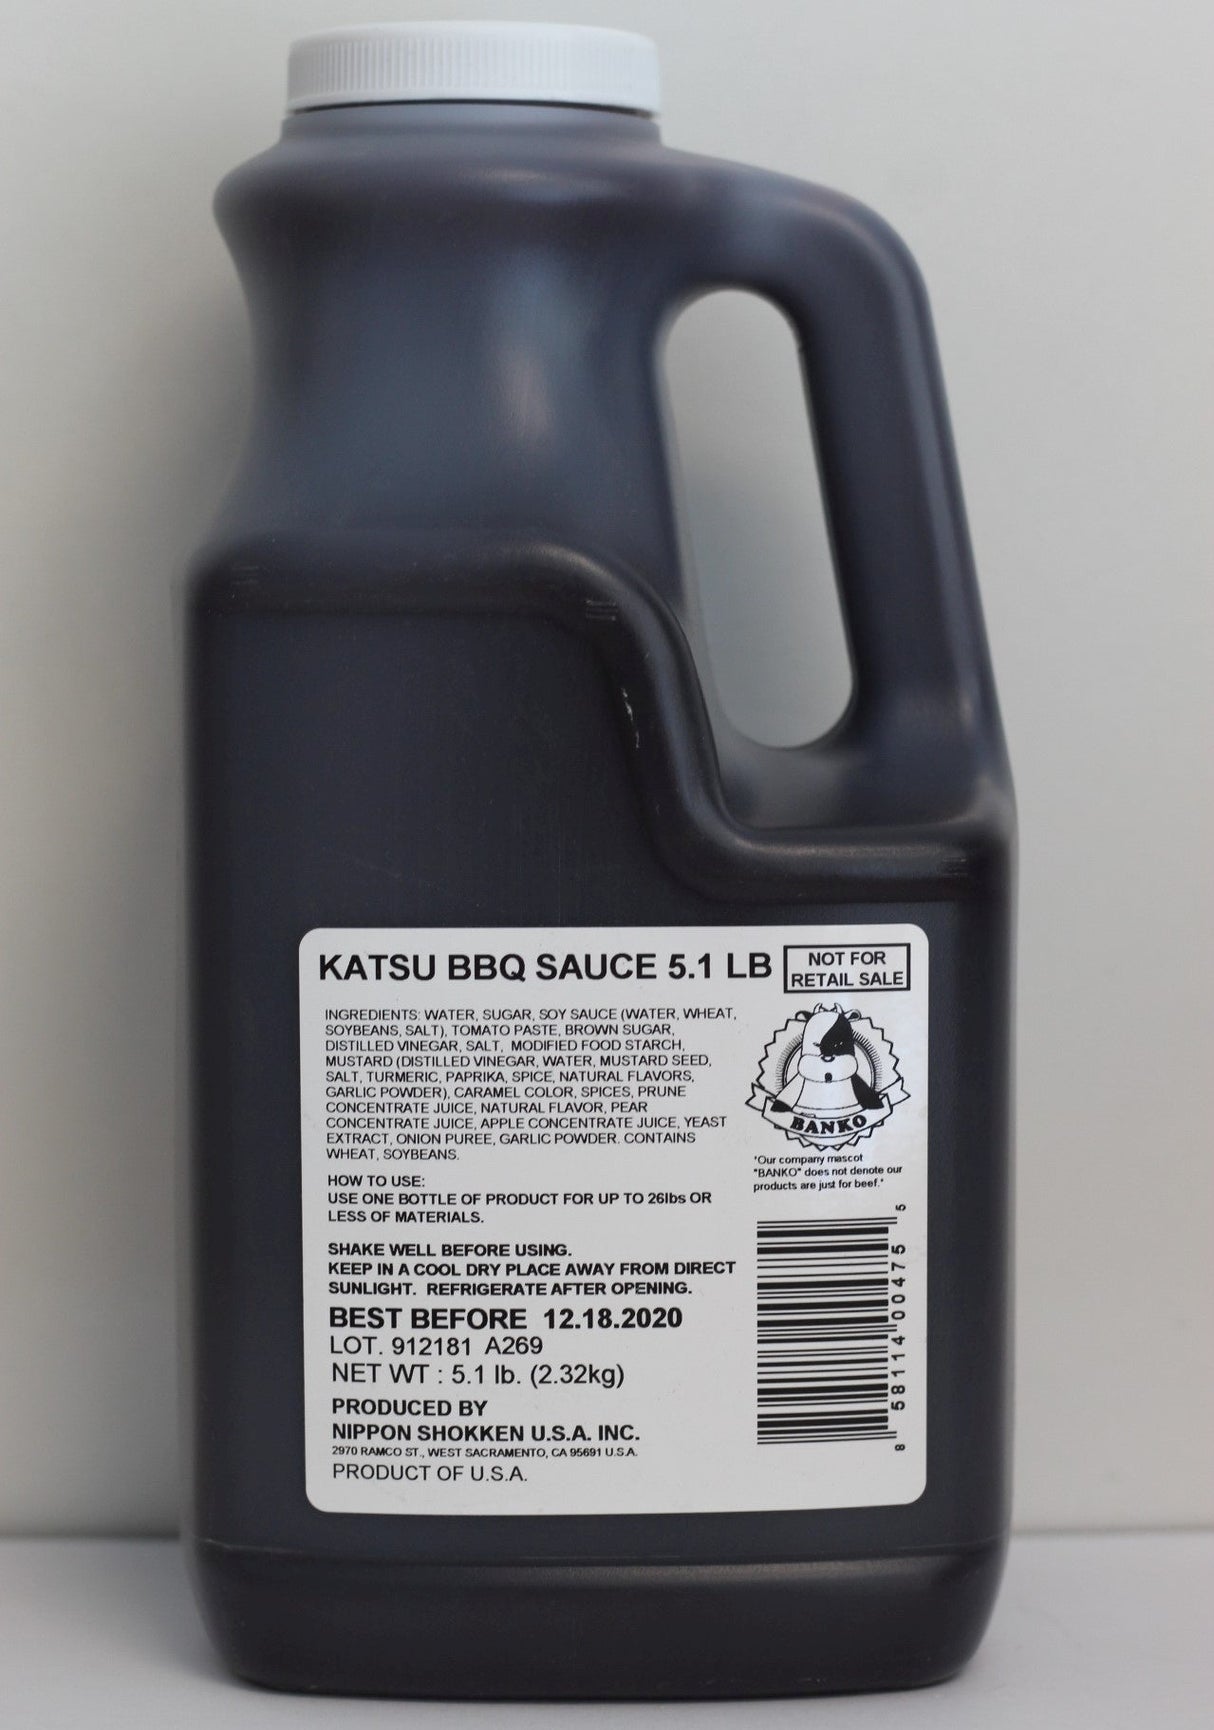 KATSU BBQ SAUCE 5.1 LB
NOT FOR
RETAIL SALE
INGREDIENTS: WATER, SUGAR, SOY SAUCE (WATER, WHEAT,
SOYBEANS, SALT), TOMATO PASTE, BROWN SUGAR,
DISTILLED VINEGAR, SALT, MODIFIED FOOD STARCH,
MUSTARD (DISTILLED VINEGAR, WATER, MUSTARD SEED,
SALT, TURMERIC, PAPRIKA, SPICE, NATURAL FLAVORS,
GARLIC POWDER), CARAMEL COLOR, SPICES, PRUNE
CONCENTRATE JUICE, NATURAL FLAVOR, PEAR
CONCENTRATE JUICE, APPLE CONCENTRATE JUICE, YEAST
EXTRACT, ONION PUREE, GARLIC POWDER. CONTAINS
WHEAT, SOYBEANS.
BANKO
"Our company mascot
"BANKO" does not denote our
products are just for beef."
HOW TO USE:
USE ONE BOTTLE OF PRODUCT FOR UP TO 26lbs OR
LESS OF MATERIALS.
SHAKE WELL BEFORE USING.
KEEP IN A COOL DRY PLACE AWAY FROM DIRECT
SUNLIGHT. REFRIGERATE AFTER OPENING.
BEST BEFORE 12.18.2020
LOT. 912181 A269
NET WT : 5.1 lb. (2.32kg)
PRODUCED BY
NIPPON SHOKKEN U.S.A. INC.
2970 RAMCO ST., WEST SACRAMENTO, CA 95691 U.S.A.
PRODUCT OF U.S.A.
8 58114 00475 5